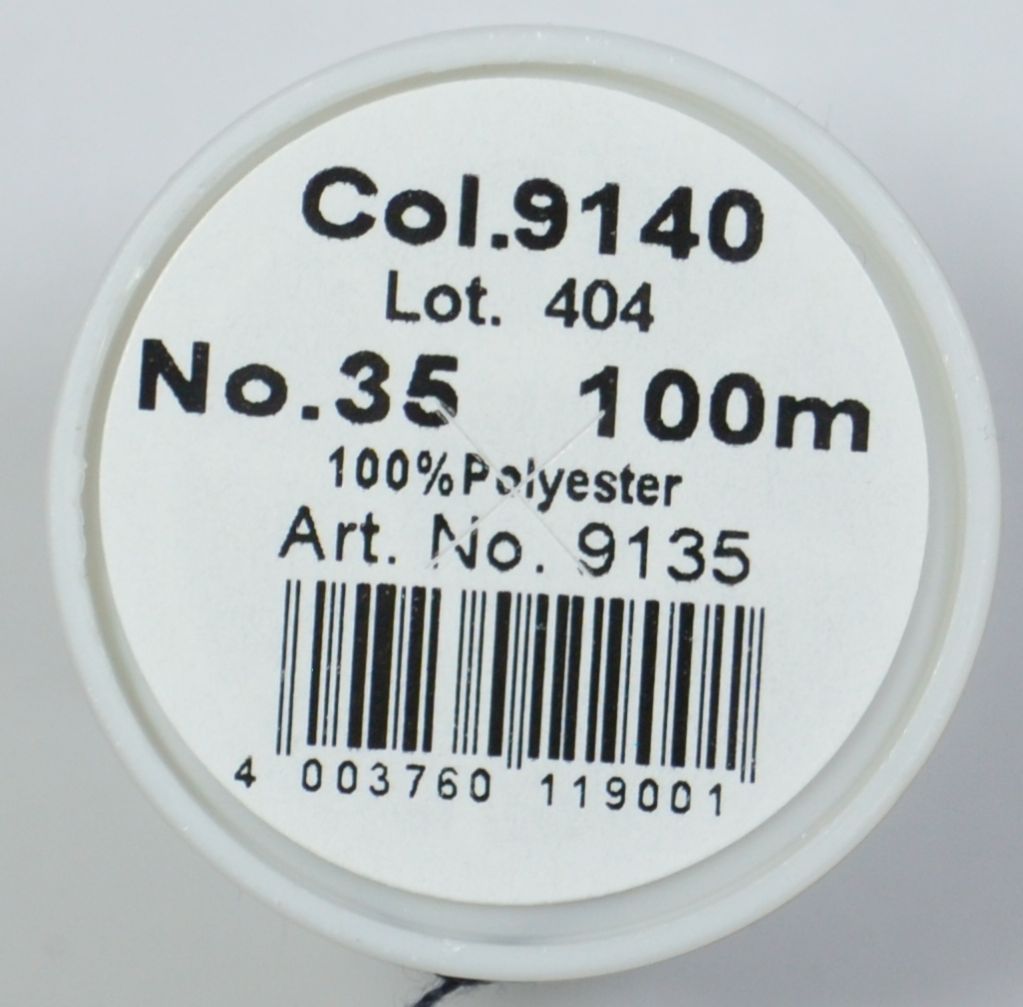 Col.9140
Lot. 404
No.35 100m
100%Polyester
Art. No. 9135
4 003760 119001